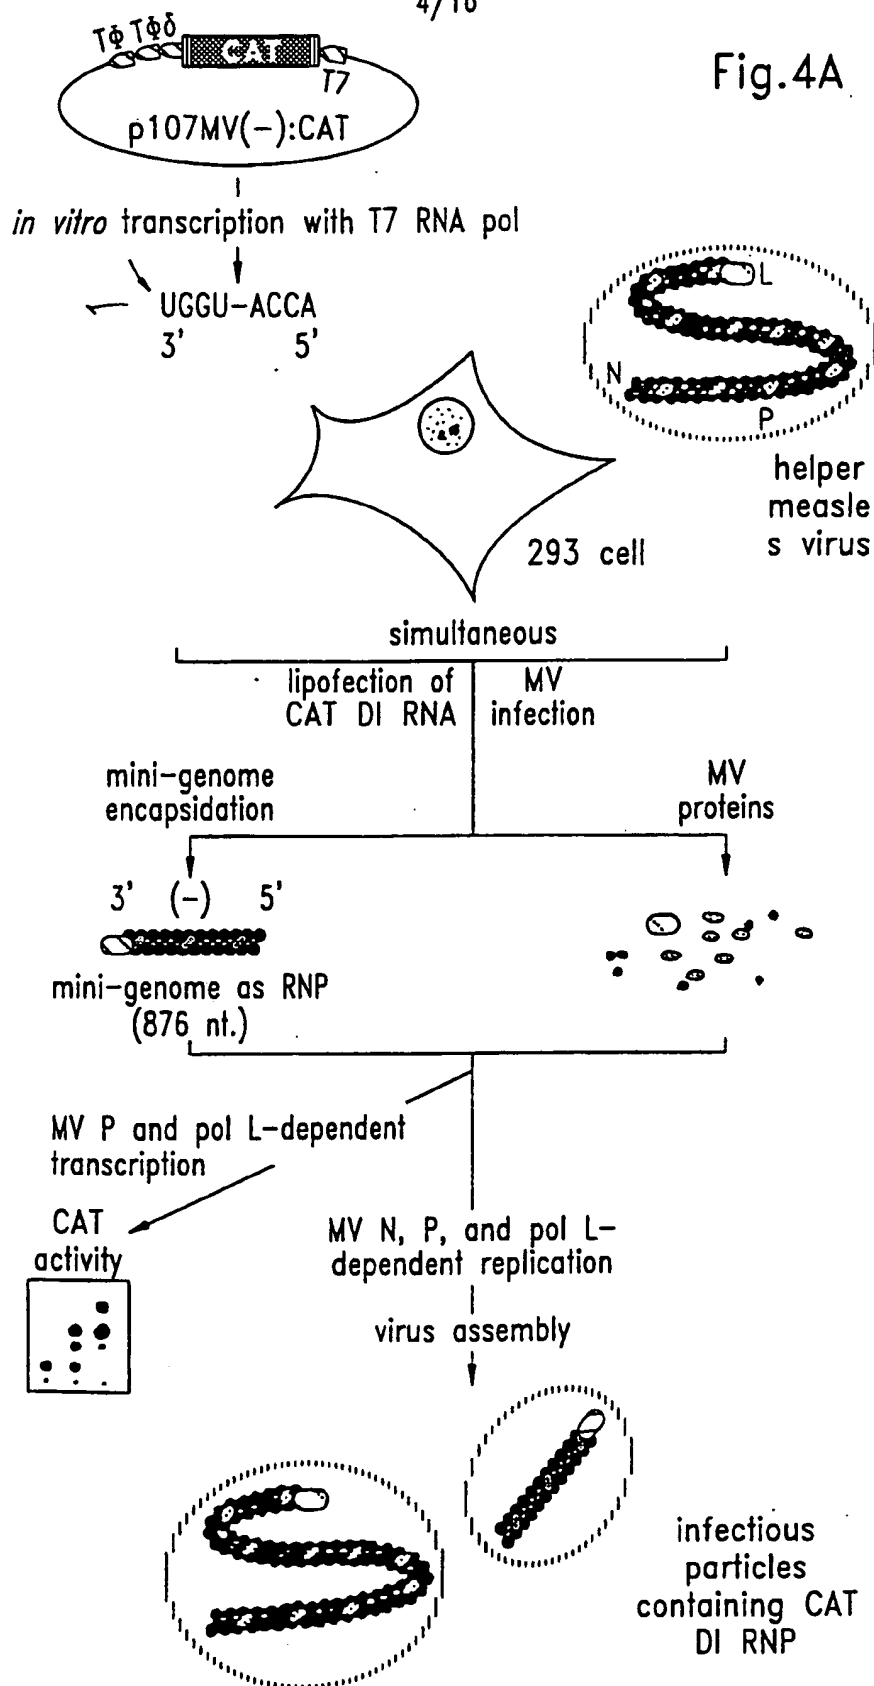 4/16
Fig.4A
TΦ TΦδ
CAT
T7
p107MV(-):CAT
in vitro transcription with T7 RNA pol
UGGU-ACCA
3' 5'
L
N
P
helper
measle
s virus
293 cell
simultaneous
lipofection of
CAT DI RNA
MV
infection
mini-genome
encapsidation
MV
proteins
3' (-) 5'
mini-genome as RNP
(876 nt.)
MV P and pol L-dependent
transcription
CAT
activity
MV N, P, and pol L-
dependent replication
virus assembly
infectious
particles
containing CAT
DI RNP